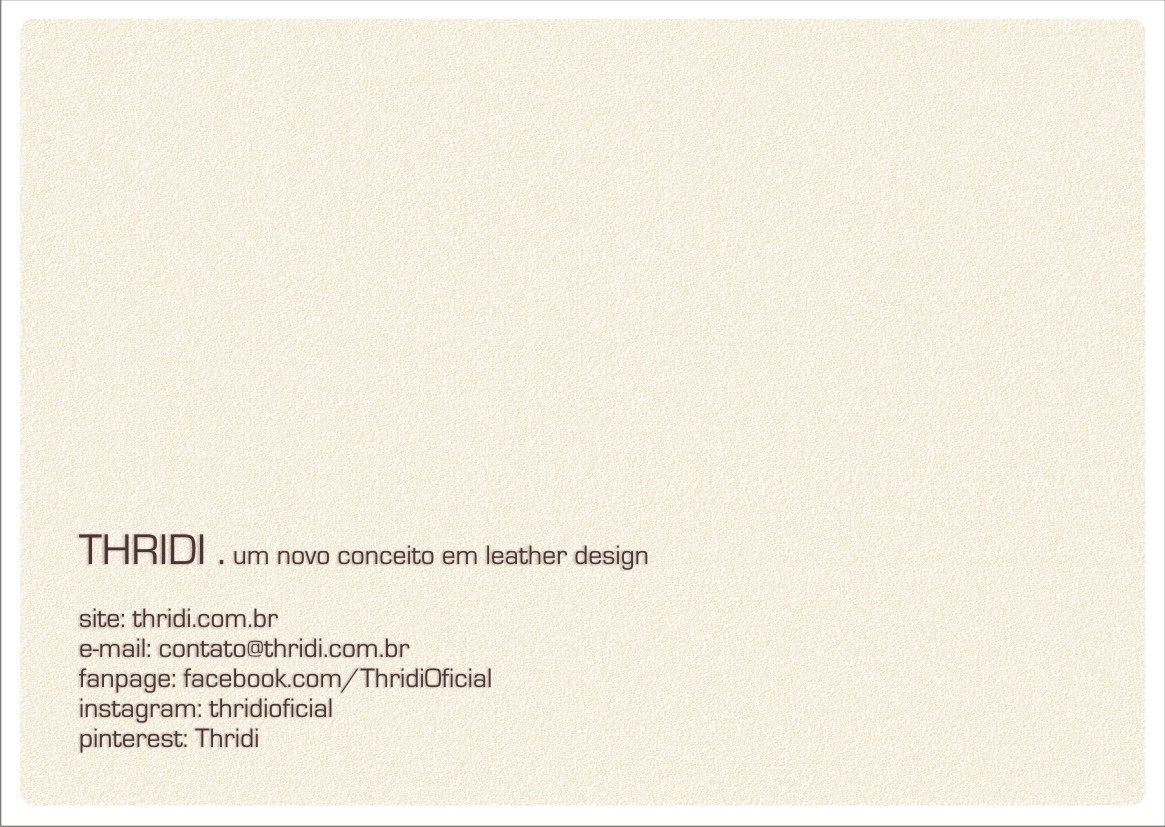 THRIDI . um novo conceito em leather design
site: thridi.com.br
e-mail: contato@thridi.com.br
fanpage: facebook.com/ThridiOficial
instagram: thridioficial
pinterest: Thridi